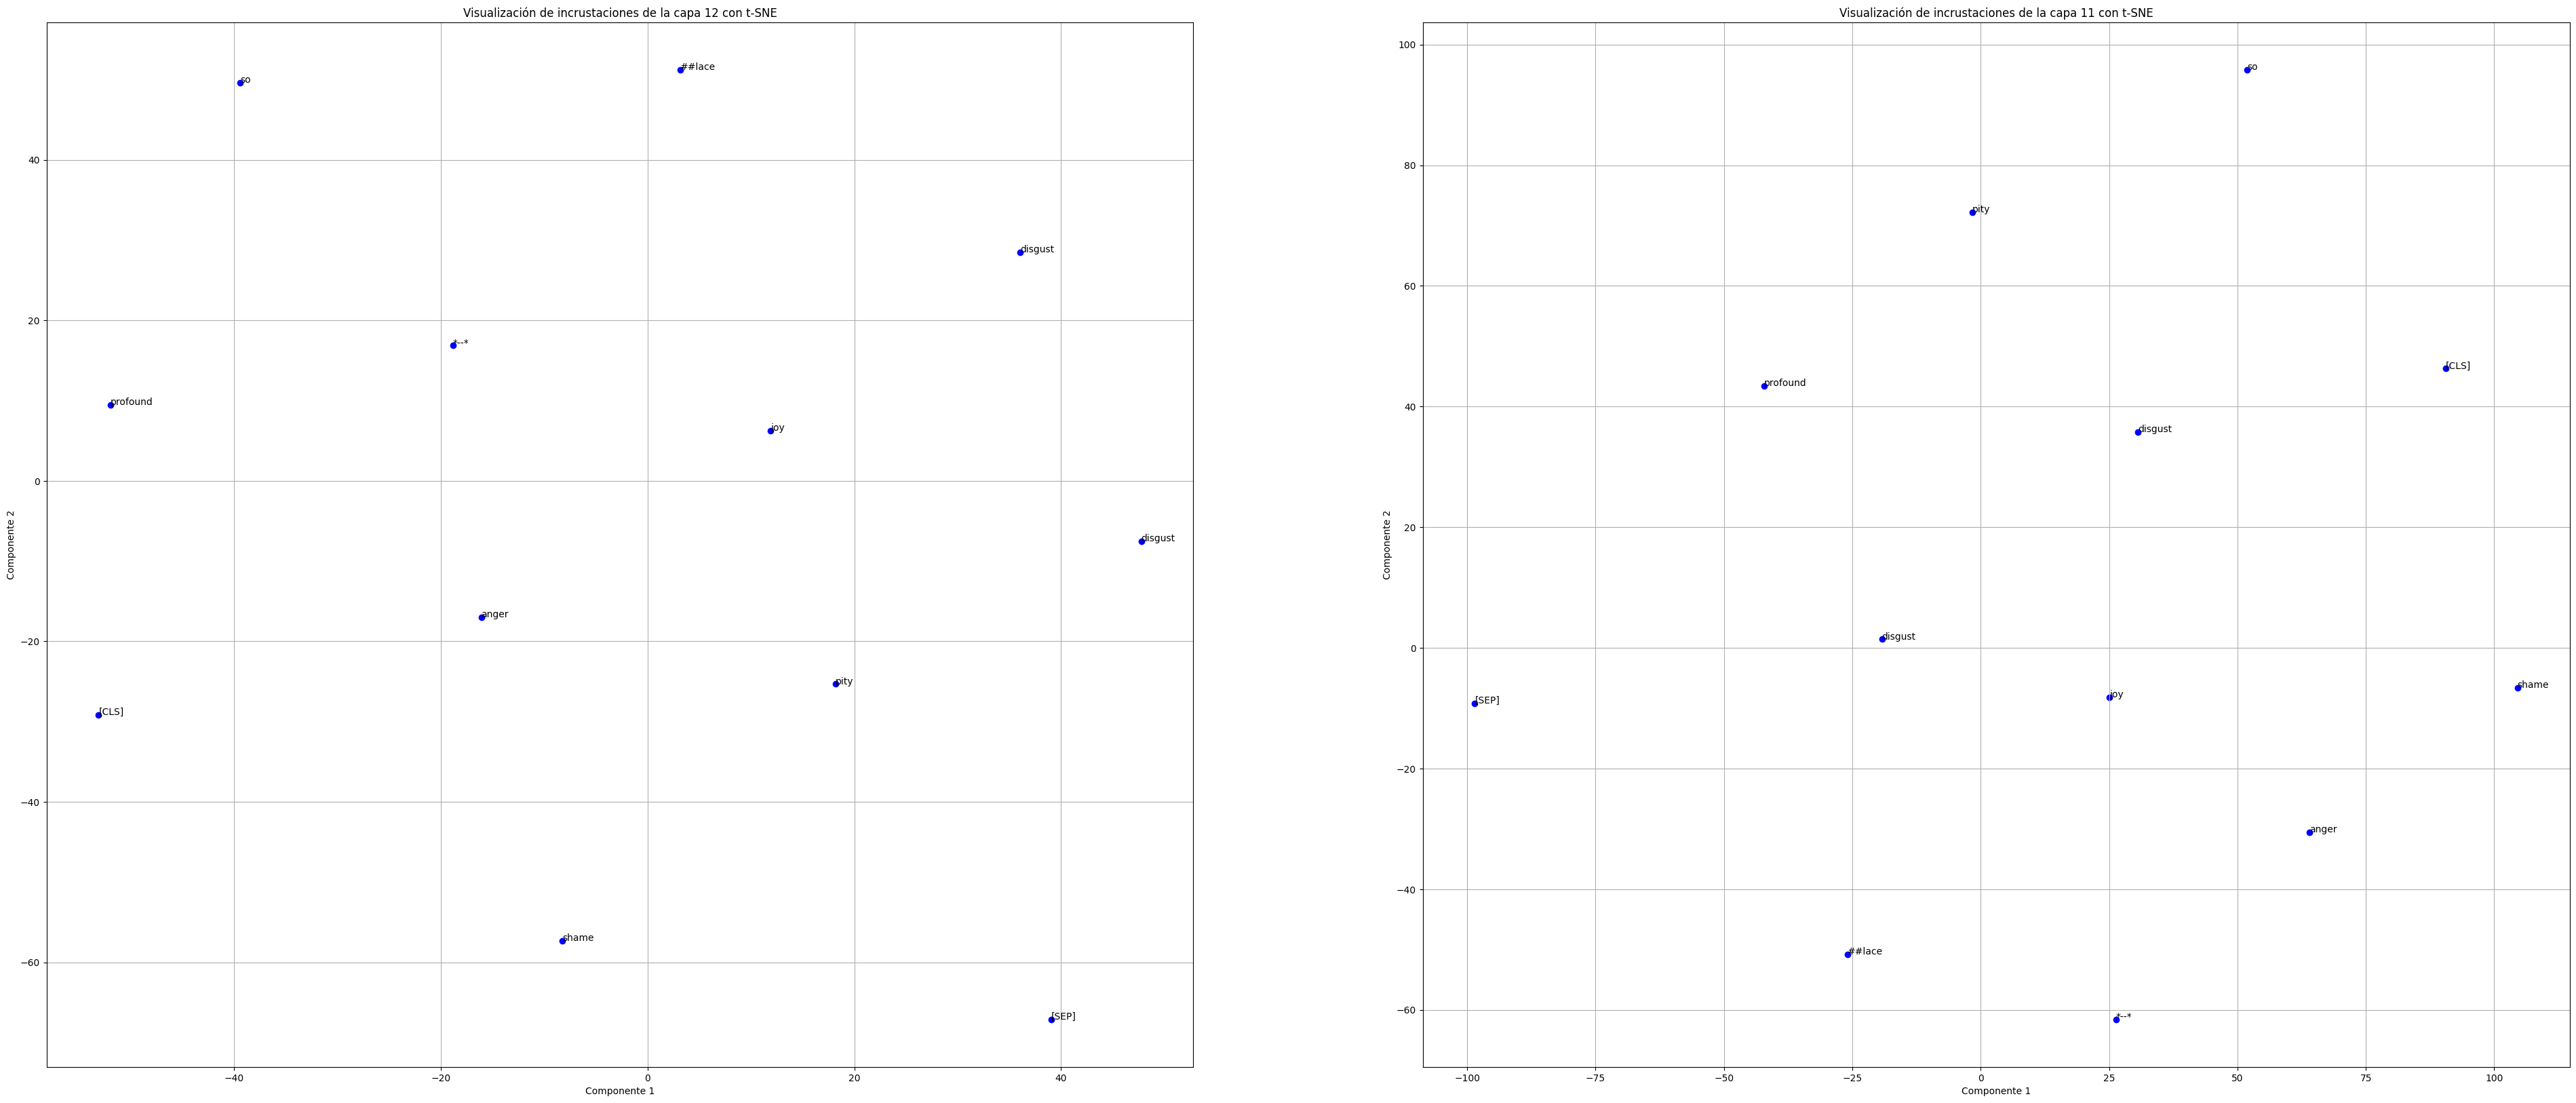 Visualización de incrustaciones de la capa 12 con t-SNE
so
##lace
40
disgust
20
*--*
profound
joy
0
disgust
Componente 2
anger
−20
pity
[CLS]
−40
shame
−60
[SEP]
−40
−20
0
20
40
Componente 1
Visualización de incrustaciones de la capa 11 con t-SNE
100
so
80
pity
60
[CLS]
profound
40
disgust
20
Componente 2
disgust
0
shame
joy
[SEP]
−20
anger
−40
##lace
−60
*--*
−100
−75
−50
−25
0
25
50
75
100
Componente 1